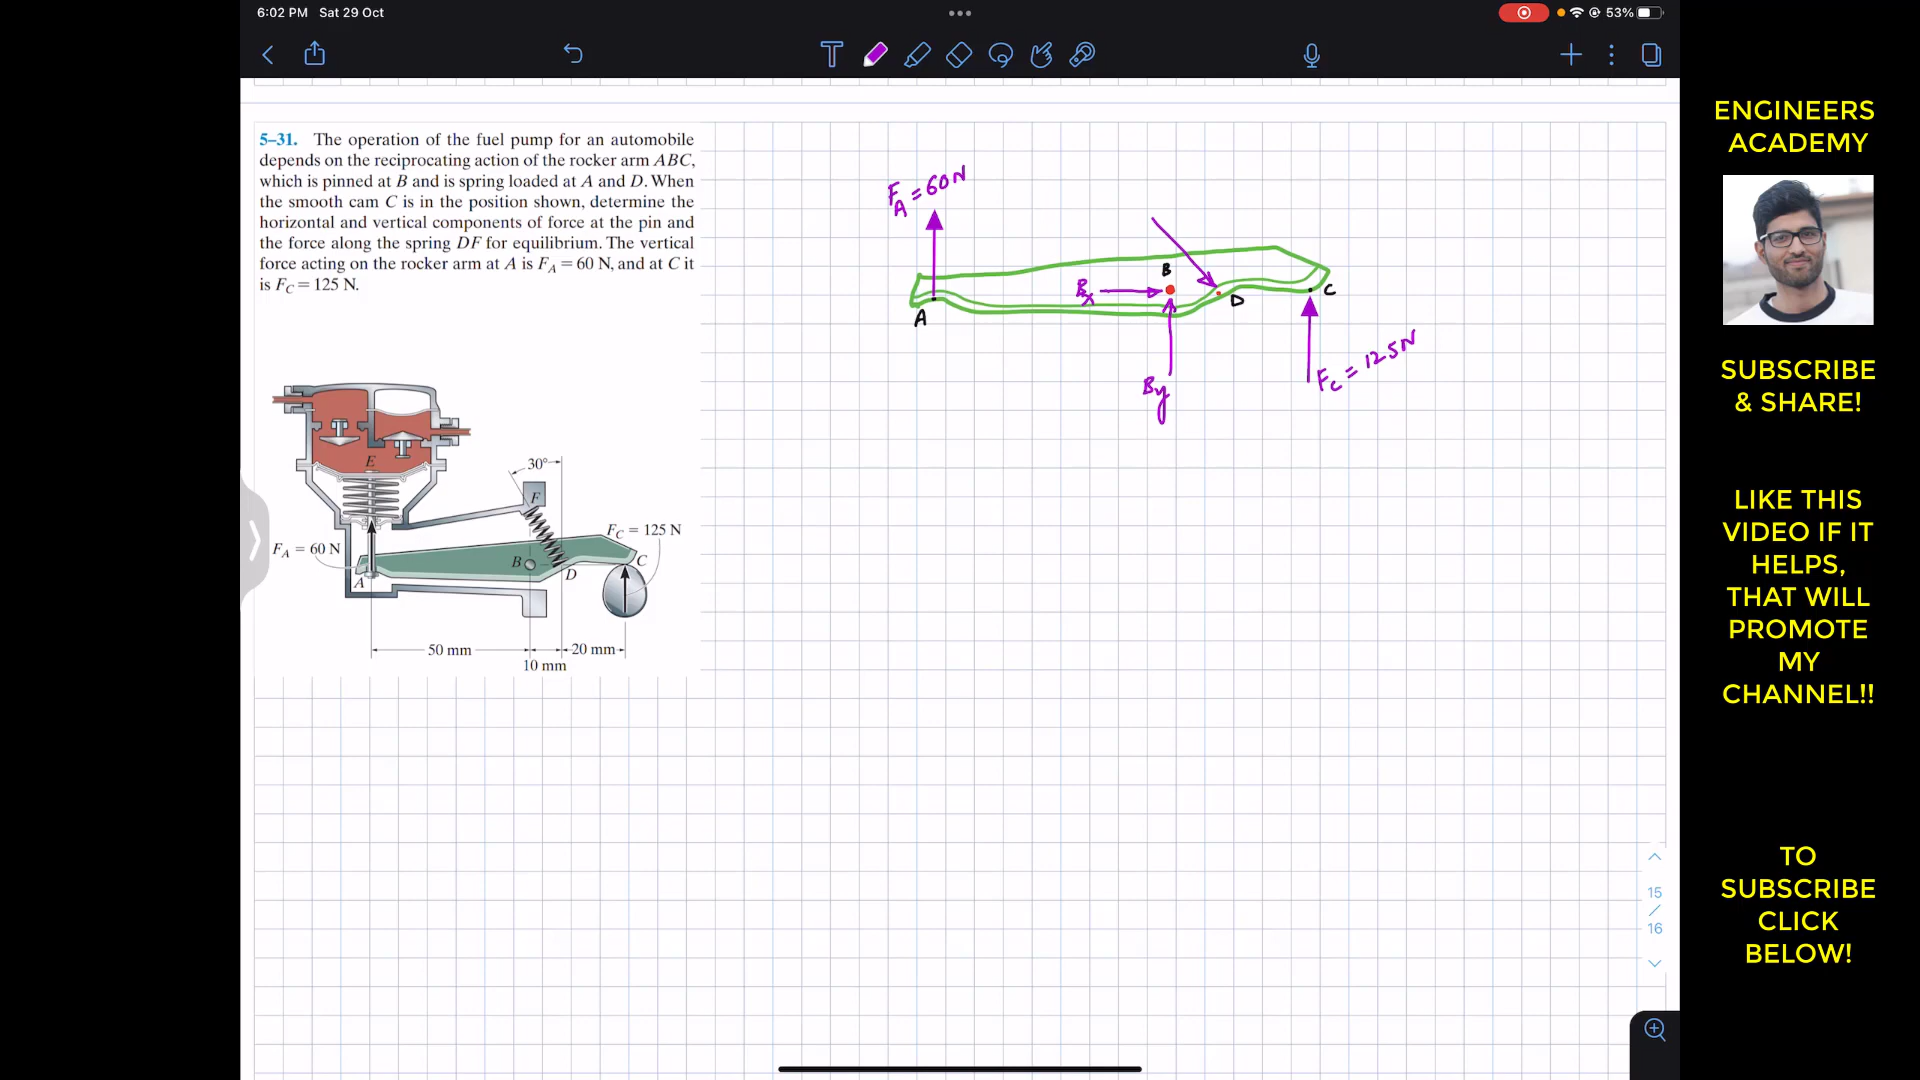 6:02 PM Sat 29 Oct
53%
5–31. The operation of the fuel pump for an automobile
depends on the reciprocating action of the rocker arm ABC,
which is pinned at B and is spring loaded at A and D. When
the smooth cam C is in the position shown, determine the
horizontal and vertical components of force at the pin and
the force along the spring DF for equilibrium. The vertical
force acting on the rocker arm at A is F_A = 60 N, and at C it
is F_C = 125 N.
F_A = 60N
B
B_x
D
C
A
B_y
F_C = 125N
E
30°
F
F_C = 125 N
F_A = 60 N
B
C
A
D
50 mm
20 mm
10 mm
15
/
16
ENGINEERS
ACADEMY
SUBSCRIBE
& SHARE!
LIKE THIS
VIDEO IF IT
HELPS,
THAT WILL
PROMOTE
MY
CHANNEL!!
TO
SUBSCRIBE
CLICK
BELOW!